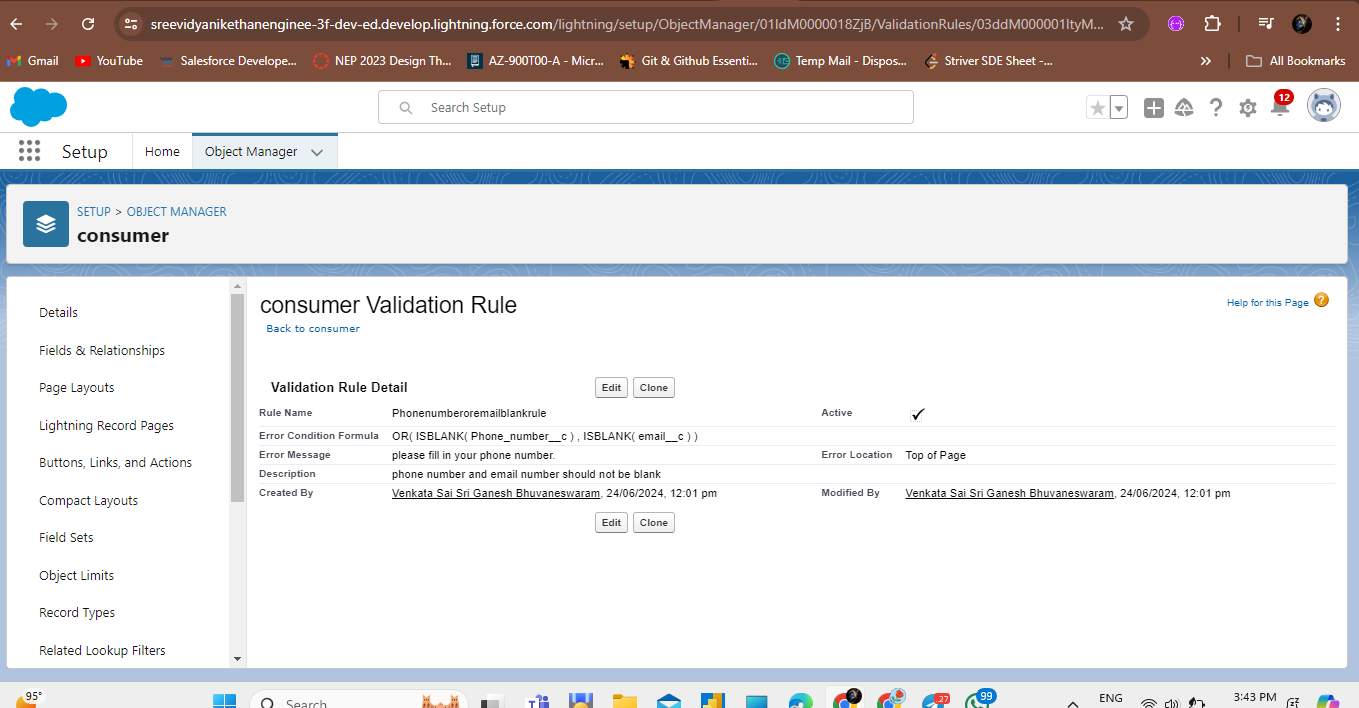 sreevidyanikethanenginee-3f-dev-ed.develop.lightning.force.com/lightning/setup/ObjectManager/01IdM0000018ZjB/ValidationRules/03ddM000001ItyM...
Gmail YouTube Salesforce Develope... NEP 2023 Design Th... AZ-900T00-A - Micr... Git & Github Essenti... Temp Mail - Dispos... Striver SDE Sheet -... » All Bookmarks
Search Setup
12
Setup Home Object Manager
SETUP > OBJECT MANAGER
consumer
Details
Fields & Relationships
Page Layouts
Lightning Record Pages
Buttons, Links, and Actions
Compact Layouts
Field Sets
Object Limits
Record Types
Related Lookup Filters
consumer Validation Rule
Help for this Page ?
Back to consumer
Validation Rule Detail Edit Clone
Rule Name Phonenumberoremailblankrule Active ✓
Error Condition Formula OR( ISBLANK( Phone_number__c ) , ISBLANK( email__c ) )
Error Message please fill in your phone number. Error Location Top of Page
Description phone number and email number should not be blank
Created By Venkata Sai Sri Ganesh Bhuvaneswaram, 24/06/2024, 12:01 pm Modified By Venkata Sai Sri Ganesh Bhuvaneswaram, 24/06/2024, 12:01 pm
Edit Clone
95° Search 27 99 ENG 3:43 PM